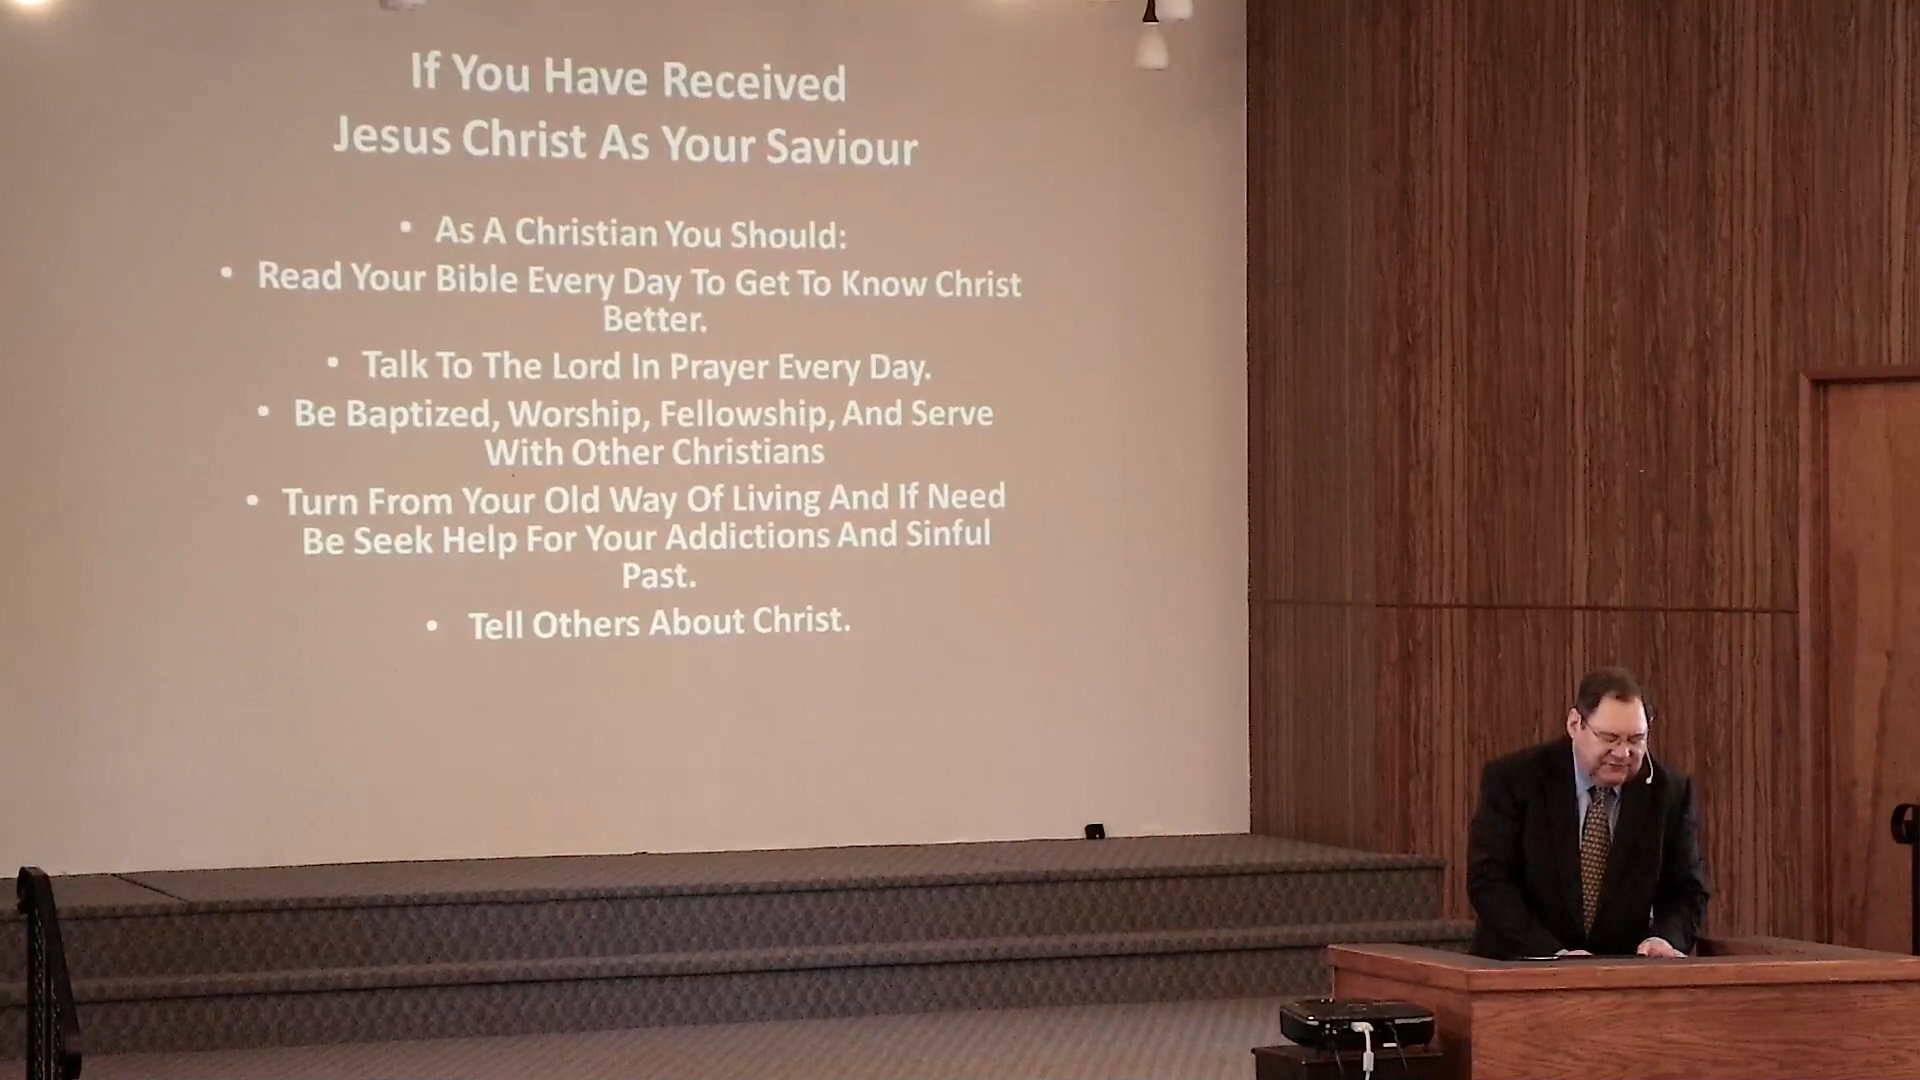 If You Have Received
Jesus Christ As Your Saviour
• As A Christian You Should:
• Read Your Bible Every Day To Get To Know Christ
Better.
• Talk To The Lord In Prayer Every Day.
• Be Baptized, Worship, Fellowship, And Serve
With Other Christians
• Turn From Your Old Way Of Living And If Need
Be Seek Help For Your Addictions And Sinful
Past.
• Tell Others About Christ.